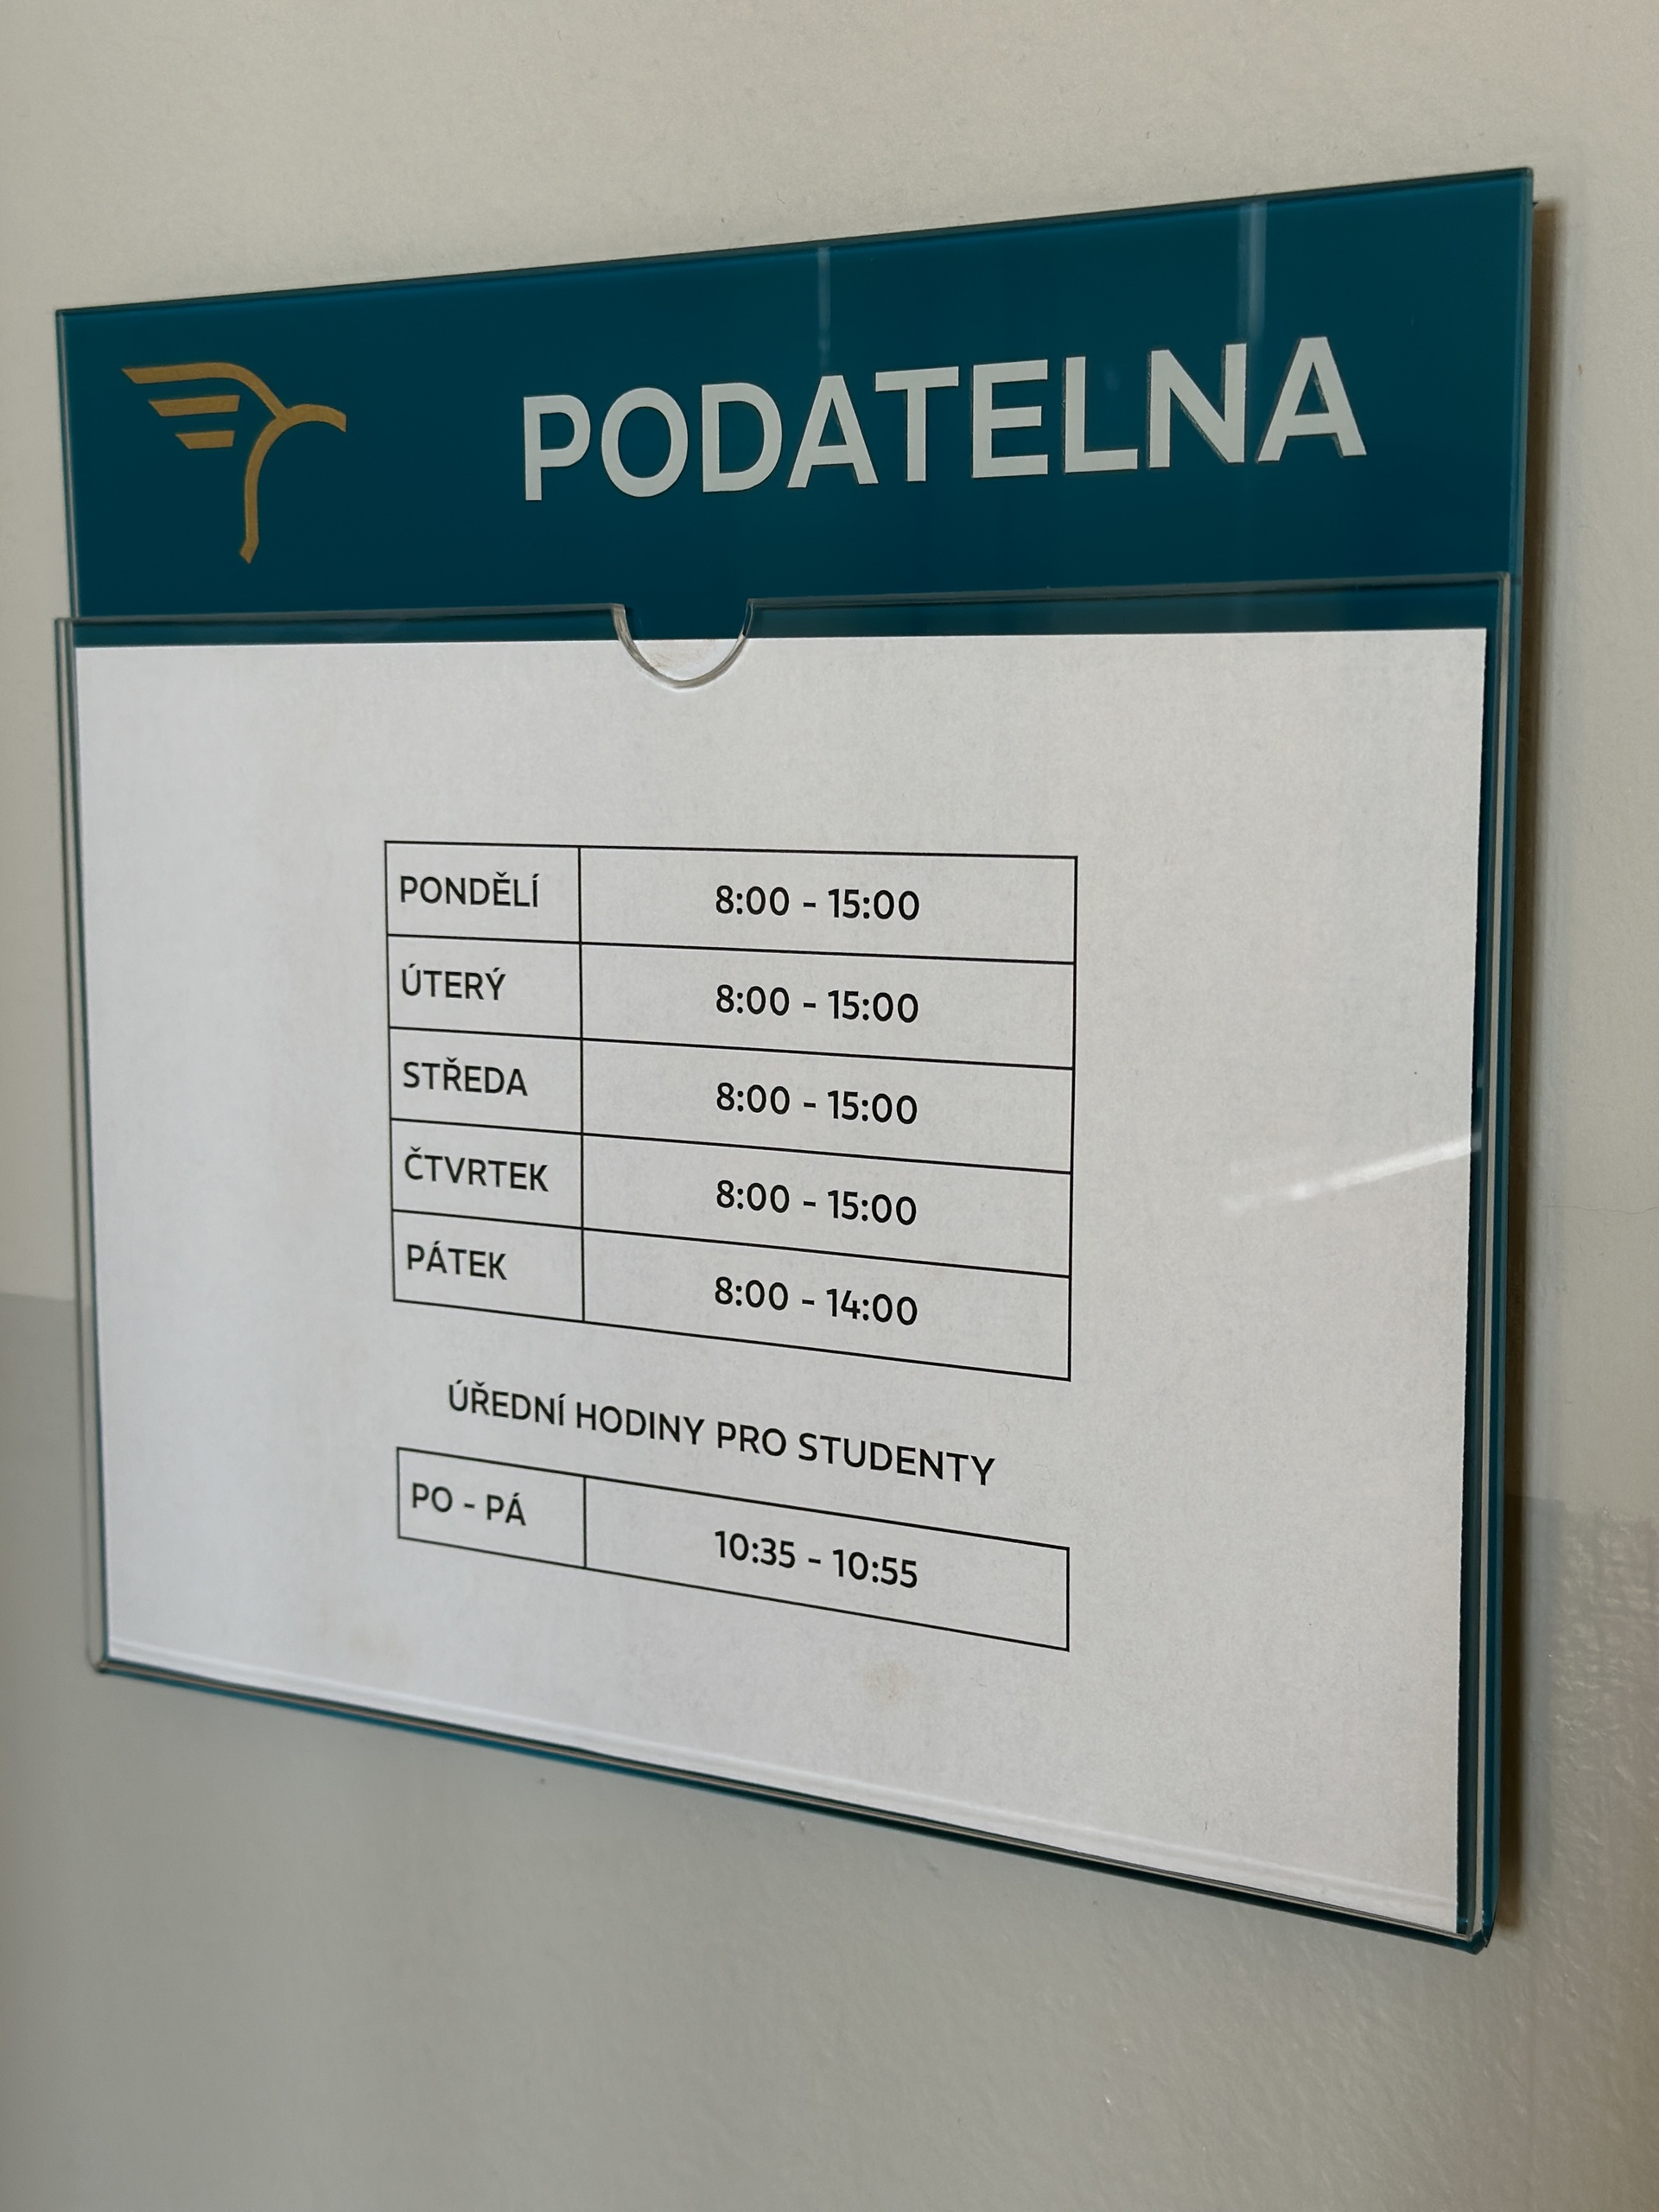 PODATELNA
PONDĚLÍ 8:00 - 15:00
ÚTERÝ 8:00 - 15:00
STŘEDA 8:00 - 15:00
ČTVRTEK 8:00 - 15:00
PÁTEK 8:00 - 14:00
ÚŘEDNÍ HODINY PRO STUDENTY
PO - PÁ 10:35 - 10:55